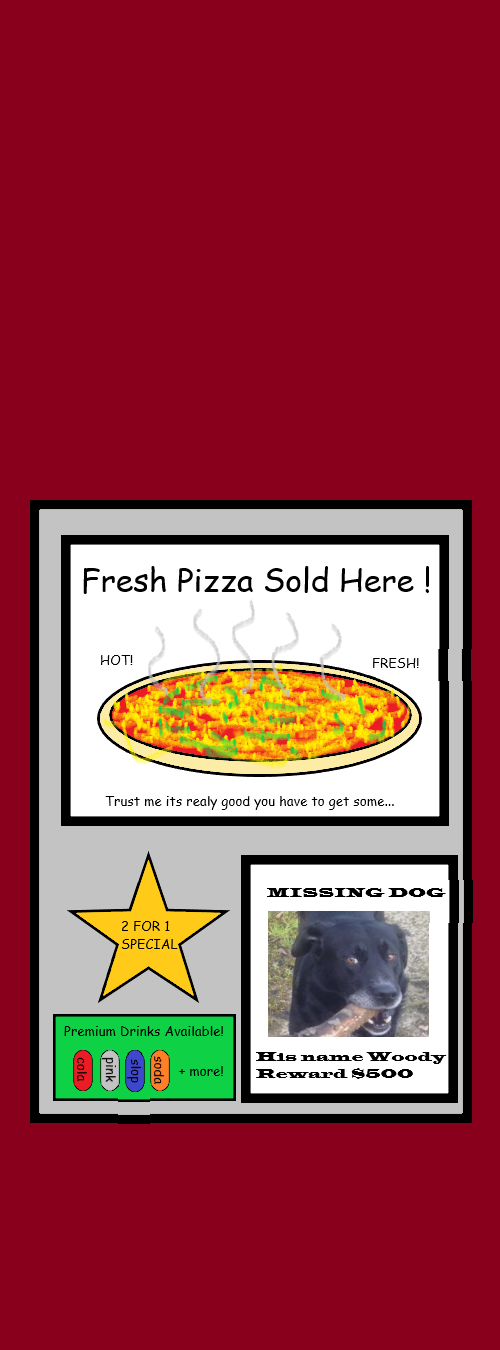 Fresh Pizza Sold Here !
HOT!
FRESH!
Trust me its realy good you have to get some...
2 FOR 1
SPECIAL
Premium Drinks Available!
cola
pink
slop
soda
+ more!
MISSING DOG
His name Woody
Reward $500